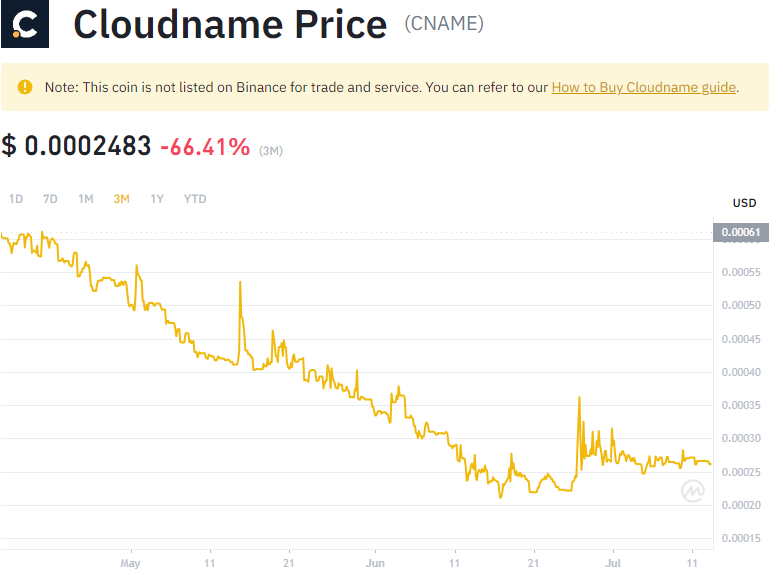 Cloudname Price (CNAME)
Note: This coin is not listed on Binance for trade and service. You can refer to our How to Buy Cloudname guide.
$ 0.0002483 -66.41% (3M)
1D 7D 1M 3M 1Y YTD
USD
0.00061
0.00055
0.00050
0.00045
0.00040
0.00035
0.00030
0.00025
0.00020
0.00015
May 11 21 Jun 11 21 Jul 11